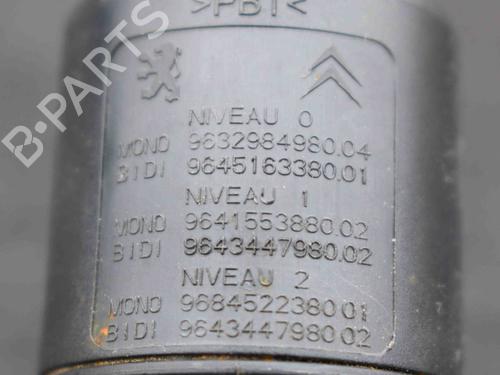 >PBT<
NIVEAU 0
MONO 9632984980.04
BIDI 9645163380.01
NIVEAU 1
MONO 9641553880.02
BIDI 9643447980.02
NIVEAU 2
MONO 9684522380 01
BIDI 9643447980 02